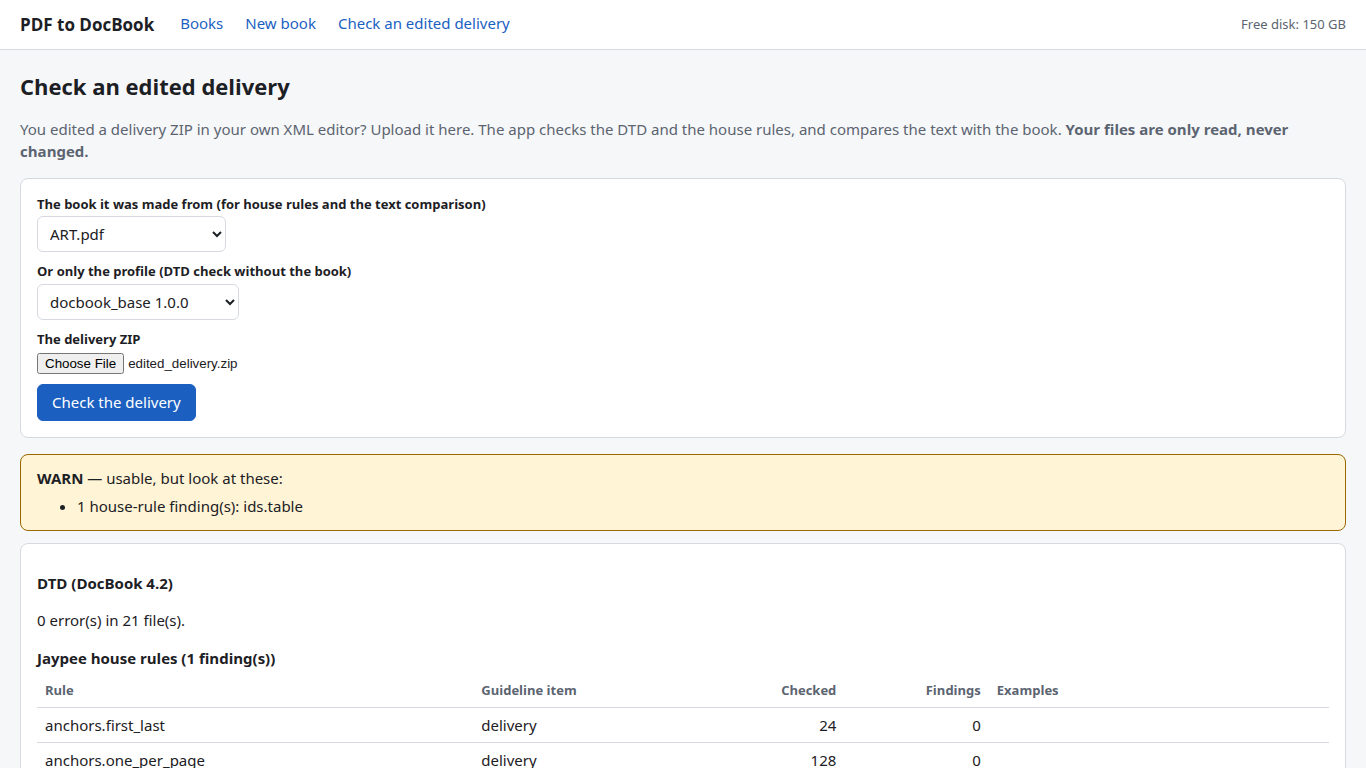 PDF to DocBook Books New book Check an edited delivery Free disk: 150 GB
Check an edited delivery
You edited a delivery ZIP in your own XML editor? Upload it here. The app checks the DTD and the house rules, and compares the text with the book. Your files are only read, never
changed.
The book it was made from (for house rules and the text comparison)
ART.pdf
Or only the profile (DTD check without the book)
docbook_base 1.0.0
The delivery ZIP
Choose File edited_delivery.zip
Check the delivery
WARN — usable, but look at these:
• 1 house-rule finding(s): ids.table
DTD (DocBook 4.2)
0 error(s) in 21 file(s).
Jaypee house rules (1 finding(s))
Rule Guideline item Checked Findings Examples
anchors.first_last delivery 24 0
anchors.one_per_page delivery 128 0